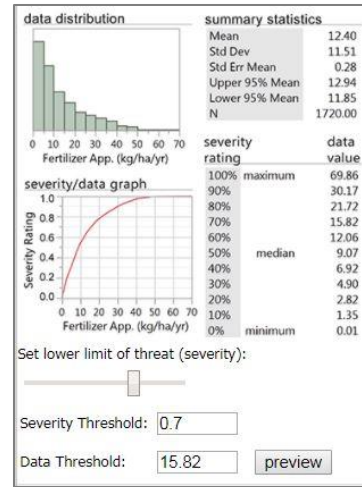 data distribution
0 10 20 30 40 50 60 70
Fertilizer App. (kg/ha/yr)
severity/data graph
Severity Rating
1.0
0.8
0.6
0.4
0.2
0.0
0 10 20 30 40 50 60 70
Fertilizer App. (kg/ha/yr)
summary statistics
Mean 12.40
Std Dev 11.51
Std Err Mean 0.28
Upper 95% Mean 12.94
Lower 95% Mean 11.85
N 1720.00
severity data
rating value
100% maximum 69.86
90% 30.17
80% 21.72
70% 15.82
60% 12.06
50% median 9.07
40% 6.92
30% 4.90
20% 2.82
10% 1.35
0% minimum 0.01
Set lower limit of threat (severity):
Severity Threshold: 0.7
Data Threshold: 15.82 preview